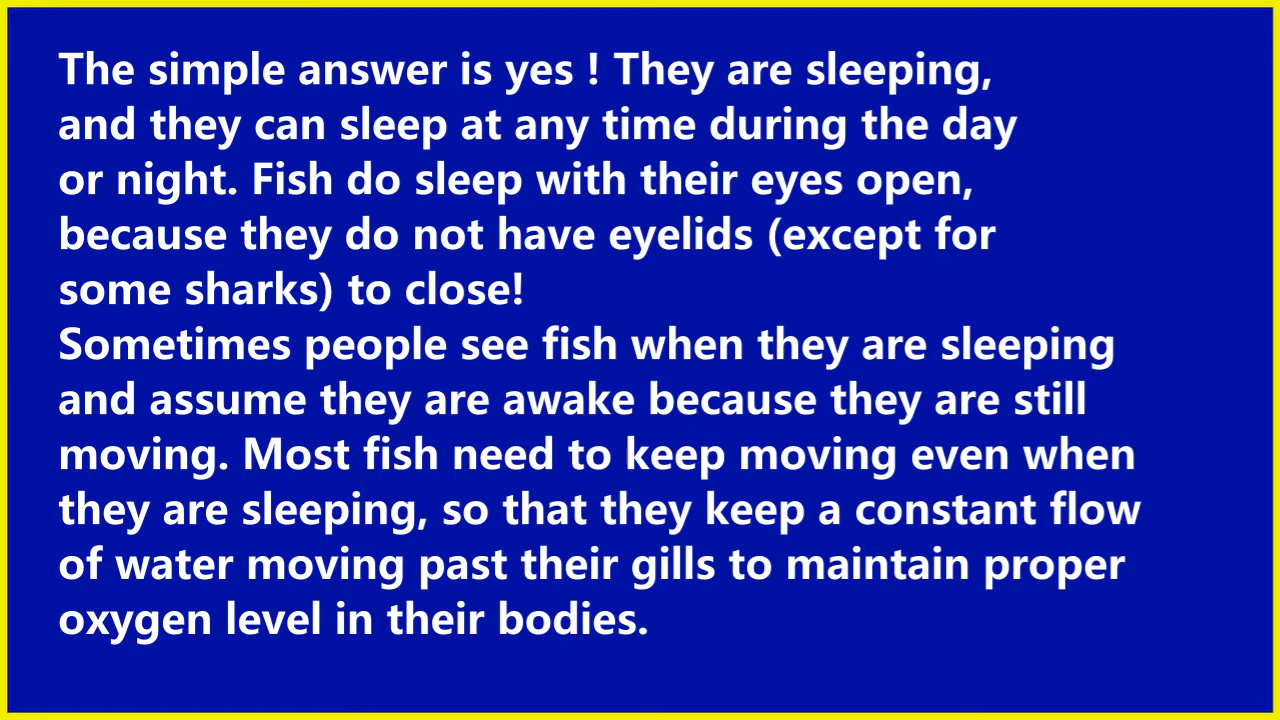 The simple answer is yes ! They are sleeping,
and they can sleep at any time during the day
or night. Fish do sleep with their eyes open,
because they do not have eyelids (except for
some sharks) to close!
Sometimes people see fish when they are sleeping
and assume they are awake because they are still
moving. Most fish need to keep moving even when
they are sleeping, so that they keep a constant flow
of water moving past their gills to maintain proper
oxygen level in their bodies.